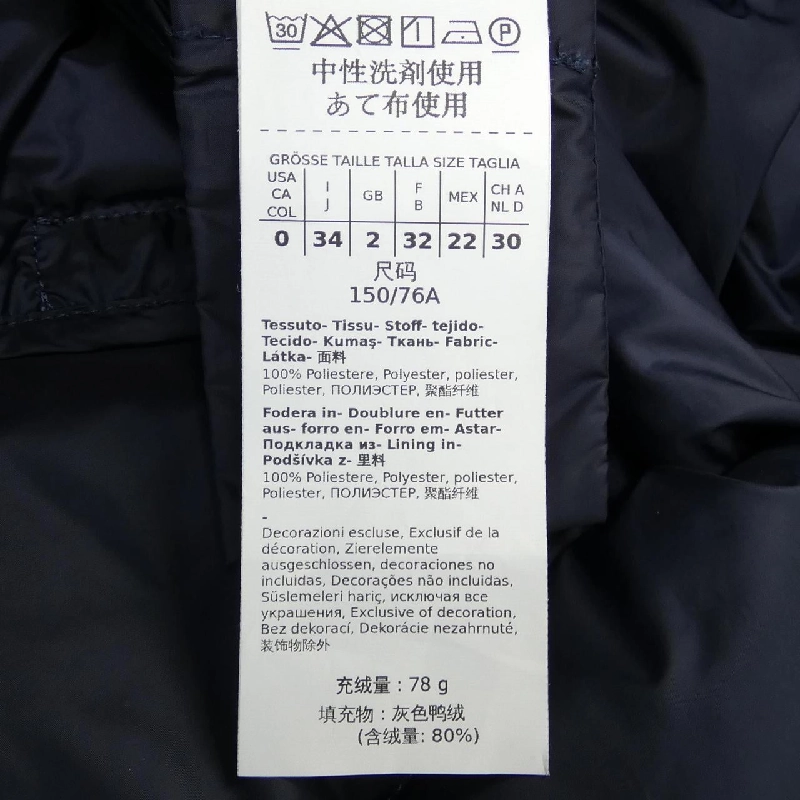 30 P
中性洗剤使用
あて布使用
GRÖSSE TAILLE TALLA SIZE TAGLIA
USA CA COL I J GB F B MEX CH A NL D
0 34 2 32 22 30
尺码
150/76A
Tessuto- Tissu- Stoff- tejido-
Tecido- Kumaş- Ткань- Fabric-
Látka- 面料
100% Poliestere, Polyester, poliester,
Poliester, ПОЛИЭСТЕР, 聚酯纤维
Fodera in- Doublure en- Futter
aus- forro en- Forro em- Astar-
Подкладка из- Lining in-
Podšívka z- 里料
100% Poliestere, Polyester, poliester,
Poliester, ПОЛИЭСТЕР, 聚酯纤维
-
Decorazioni escluse, Exclusif de la
décoration, Zierelemente
ausgeschlossen, decoraciones no
incluidas, Decorações não incluidas,
Süslemeleri hariç, исключая все
украшения, Exclusive of decoration,
Bez dekorací, Dekorácie nezahrnuté,
装饰物除外
充绒量：78 g
填充物：灰色鸭绒
(含绒量: 80%)